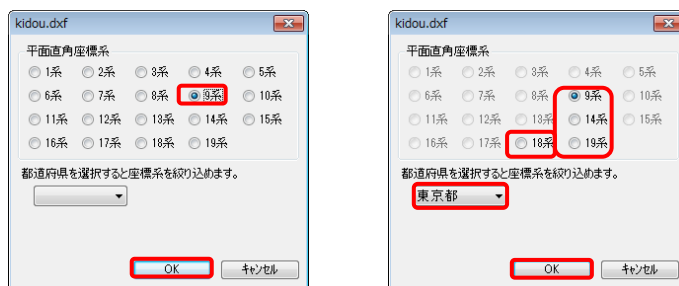 kidou.dxf
平面直角座標系
1系 2系 3系 4系 5系
6系 7系 8系 9系 10系
11系 12系 13系 14系 15系
16系 17系 18系 19系
都道府県を選択すると座標系を絞り込めます。
OK キャンセル
kidou.dxf
平面直角座標系
1系 2系 3系 4系 5系
6系 7系 8系 9系 10系
11系 12系 13系 14系 15系
16系 17系 18系 19系
都道府県を選択すると座標系を絞り込めます。
東京都
OK キャンセル